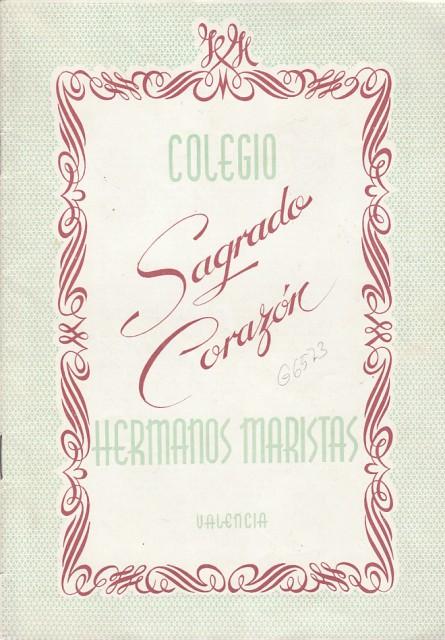 COLEGIO
Sagrado
Corazón
G6523
HERMANOS MARISTAS
VALENCIA